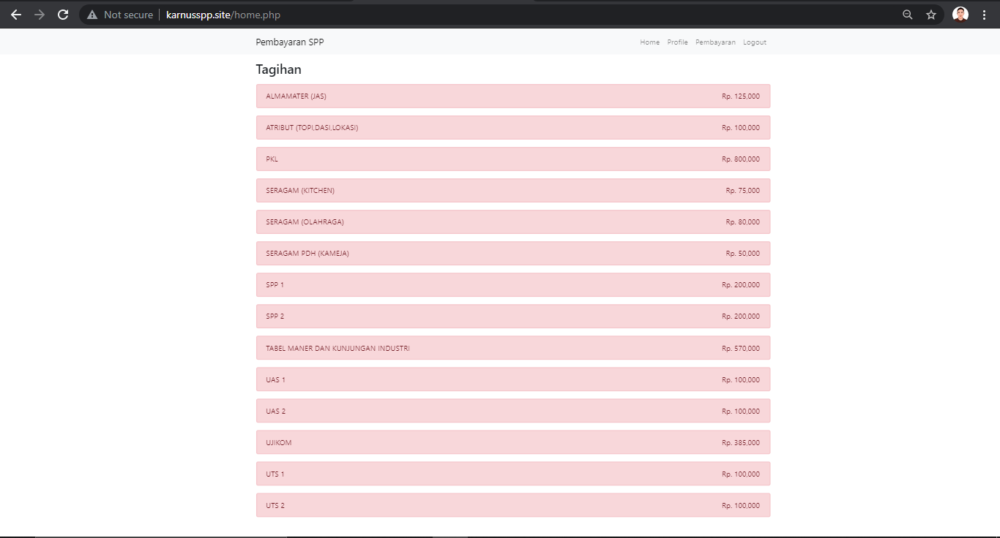 Not secure karnusspp.site/home.php
Pembayaran SPP Home Profile Pembayaran Logout
Tagihan
ALMAMATER (JAS) Rp. 125,000
ATRIBUT (TOPI,DASI,LOKASI) Rp. 100,000
PKL Rp. 800,000
SERAGAM (KITCHEN) Rp. 75,000
SERAGAM (OLAHRAGA) Rp. 80,000
SERAGAM PDH (KAMEJA) Rp. 50,000
SPP 1 Rp. 200,000
SPP 2 Rp. 200,000
TABEL MANER DAN KUNJUNGAN INDUSTRI Rp. 570,000
UAS 1 Rp. 100,000
UAS 2 Rp. 100,000
UJIKOM Rp. 385,000
UTS 1 Rp. 100,000
UTS 2 Rp. 100,000